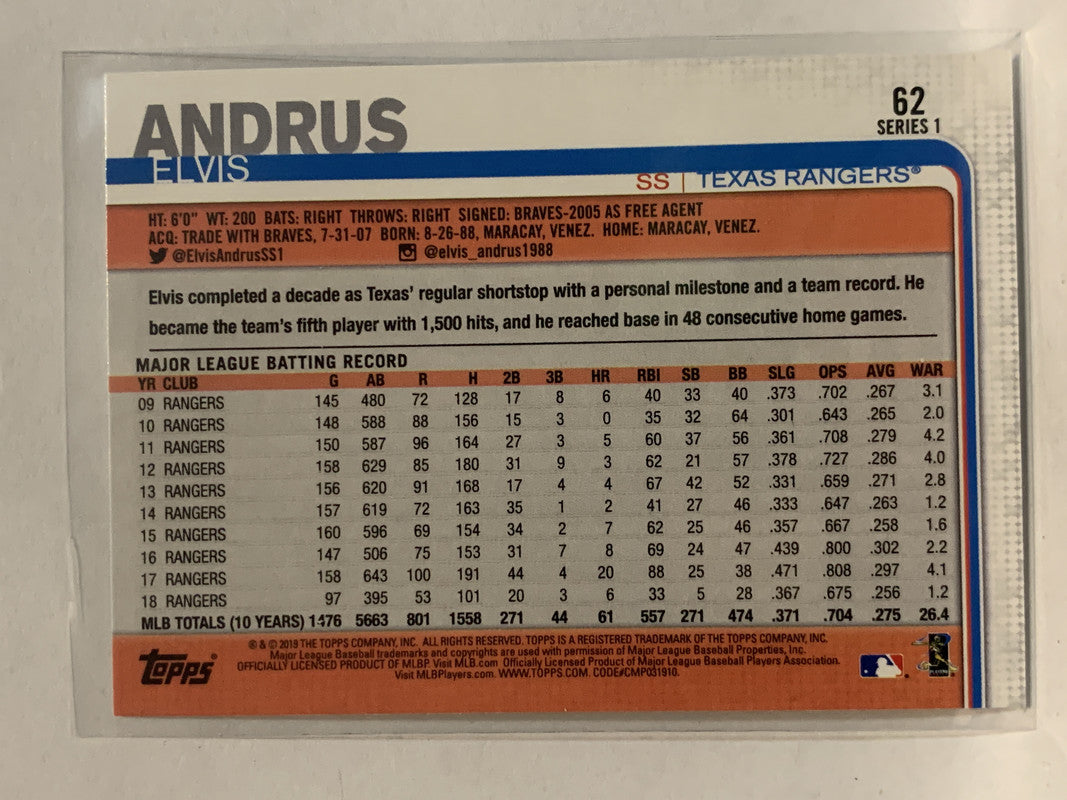 ANDRUS
ELVIS
62
SERIES 1
SS | TEXAS RANGERS®
HT: 6'0" WT: 200 BATS: RIGHT THROWS: RIGHT SIGNED: BRAVES-2005 AS FREE AGENT
ACQ: TRADE WITH BRAVES, 7-31-07 BORN: 8-26-88, MARACAY, VENEZ. HOME: MARACAY, VENEZ.
@ElvisAndrusSS1 @elvis_andrus1988
Elvis completed a decade as Texas' regular shortstop with a personal milestone and a team record. He
became the team's fifth player with 1,500 hits, and he reached base in 48 consecutive home games.
MAJOR LEAGUE BATTING RECORD
YR CLUB G AB R H 2B 3B HR RBI SB BB SLG OPS AVG WAR
09 RANGERS 145 480 72 128 17 8 6 40 33 40 .373 .702 .267 3.1
10 RANGERS 148 588 88 156 15 3 0 35 32 64 .301 .643 .265 2.0
11 RANGERS 150 587 96 164 27 3 5 60 37 56 .361 .708 .279 4.2
12 RANGERS 158 629 85 180 31 9 3 62 21 57 .378 .727 .286 4.0
13 RANGERS 156 620 91 168 17 4 4 67 42 52 .331 .659 .271 2.8
14 RANGERS 157 619 72 163 35 1 2 41 27 46 .333 .647 .263 1.2
15 RANGERS 160 596 69 154 34 2 7 62 25 46 .357 .667 .258 1.6
16 RANGERS 147 506 75 153 31 7 8 69 24 47 .439 .800 .302 2.2
17 RANGERS 158 643 100 191 44 4 20 88 25 38 .471 .808 .297 4.1
18 RANGERS 97 395 53 101 20 3 6 33 5 28 .367 .675 .256 1.2
MLB TOTALS (10 YEARS) 1476 5663 801 1558 271 44 61 557 271 474 .371 .704 .275 26.4
® & © 2019 THE TOPPS COMPANY, INC. ALL RIGHTS RESERVED. TOPPS IS A REGISTERED TRADEMARK OF THE TOPPS COMPANY, INC.
Major League Baseball trademarks and copyrights are used with permission of Major League Baseball Properties, Inc.
OFFICIALLY LICENSED PRODUCT OF MLBP. Visit MLB.com Officially Licensed Product of Major League Baseball Players Association.
Visit MLBPlayers.com. WWW.TOPPS.COM. CODE#CMP031910.
Topps®